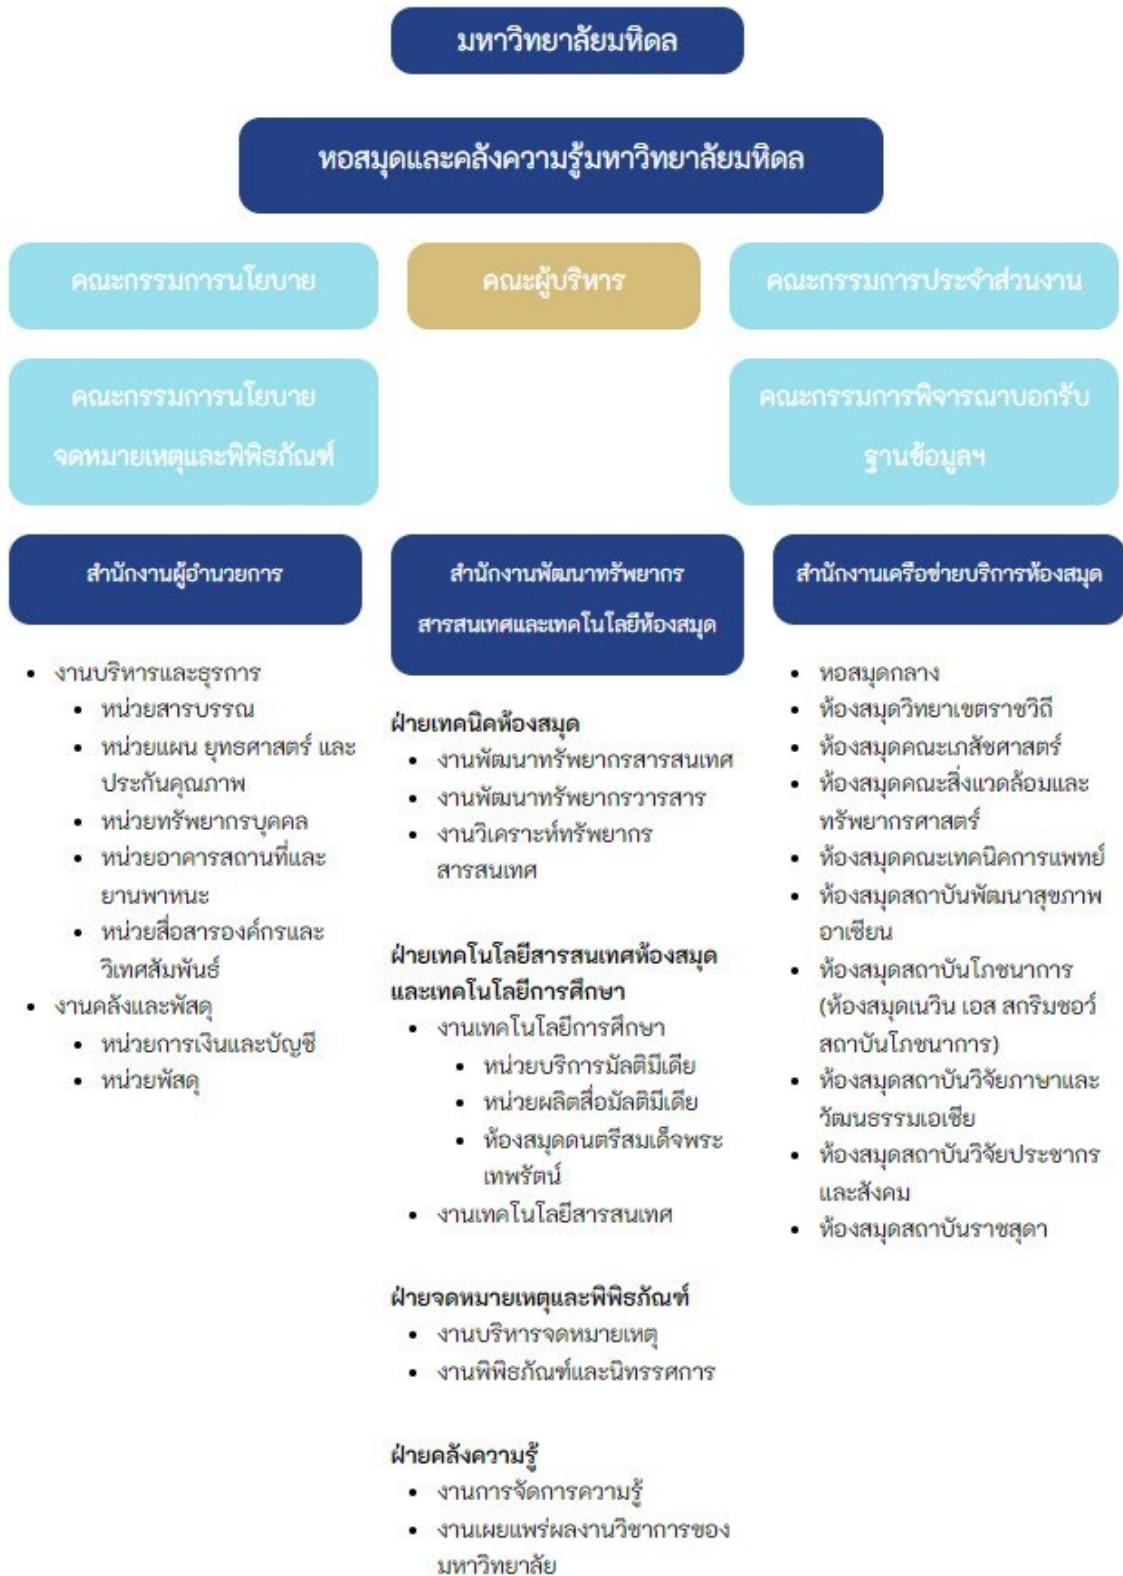 มหาวิทยาลัยมหิดล
หอสมุดและคลังความรู้มหาวิทยาลัยมหิดล
คณะกรรมการนโยบาย
คณะผู้บริหาร
คณะกรรมการประจำส่วนงาน
คณะกรรมการนโยบาย
จดหมายเหตุและพิพิธภัณฑ์
คณะกรรมการพิจารณาบอกรับ
ฐานข้อมูลฯ
สำนักงานผู้อำนวยการ
งานบริหารและธุรการ
หน่วยสารบรรณ
หน่วยแผน ยุทธศาสตร์ และ
ประกันคุณภาพ
หน่วยทรัพยากรบุคคล
หน่วยอาคารสถานที่และ
ยานพาหนะ
หน่วยสื่อสารองค์กรและ
วิเทศสัมพันธ์
งานคลังและพัสดุ
หน่วยการเงินและบัญชี
หน่วยพัสดุ
สำนักงานพัฒนาทรัพยากร
สารสนเทศและเทคโนโลยีห้องสมุด
ฝ่ายเทคนิคห้องสมุด
งานพัฒนาทรัพยากรสารสนเทศ
งานพัฒนาทรัพยากรวารสาร
งานวิเคราะห์ทรัพยากร
สารสนเทศ
ฝ่ายเทคโนโลยีสารสนเทศห้องสมุด
และเทคโนโลยีการศึกษา
งานเทคโนโลยีการศึกษา
หน่วยบริการมัลติมีเดีย
หน่วยผลิตสื่อมัลติมีเดีย
ห้องสมุดดนตรีสมเด็จพระ
เทพรัตน์
งานเทคโนโลยีสารสนเทศ
ฝ่ายจดหมายเหตุและพิพิธภัณฑ์
งานบริหารจดหมายเหตุ
งานพิพิธภัณฑ์และนิทรรศการ
ฝ่ายคลังความรู้
งานการจัดการความรู้
งานเผยแพร่ผลงานวิชาการของ
มหาวิทยาลัย
สำนักงานเครือข่ายบริการห้องสมุด
หอสมุดกลาง
ห้องสมุดวิทยาเขตราชวิถี
ห้องสมุดคณะเภสัชศาสตร์
ห้องสมุดคณะสิ่งแวดล้อมและ
ทรัพยากรศาสตร์
ห้องสมุดคณะเทคนิคการแพทย์
ห้องสมุดสถาบันพัฒนาสุขภาพ
อาเซียน
ห้องสมุดสถาบันโภชนาการ
(ห้องสมุดเนวิน เอส สกริมชอว์
สถาบันโภชนาการ)
ห้องสมุดสถาบันวิจัยภาษาและ
วัฒนธรรมเอเชีย
ห้องสมุดสถาบันวิจัยประชากร
และสังคม
ห้องสมุดสถาบันราชสุดา